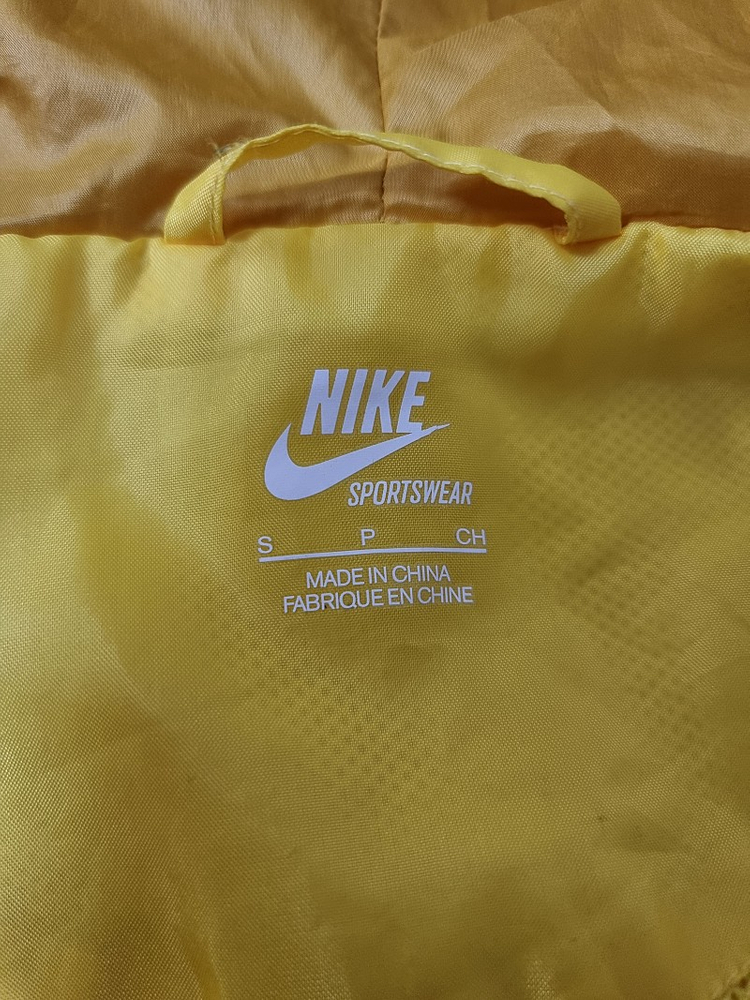 NIKE
SPORTSWEAR
S P CH
MADE IN CHINA
FABRIQUE EN CHINE